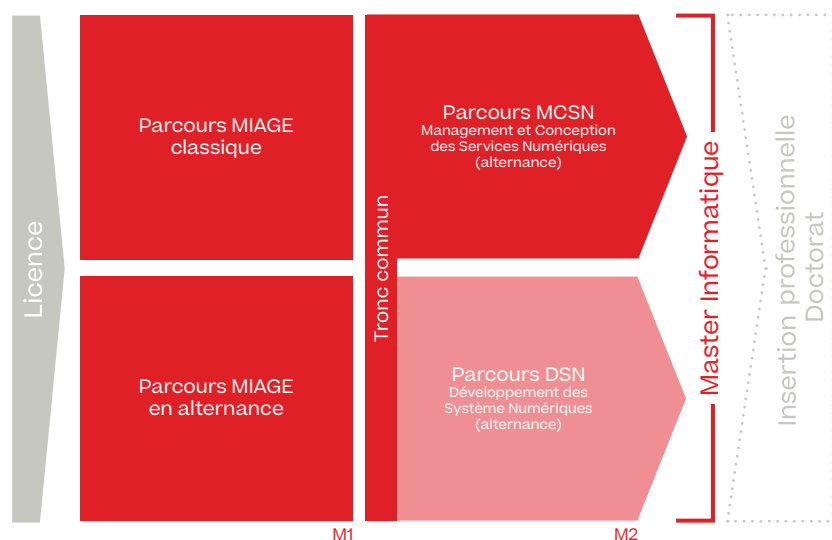 Licence
Parcours MIAGE
classique
Parcours MIAGE
en alternance
M1
Tronc commun
Parcours MCSN
Management et Conception
des Services Numériques
(alternance)
Parcours DSN
Développement des
Système Numériques
(alternance)
M2
Master Informatique
Insertion professionnelle
Doctorat